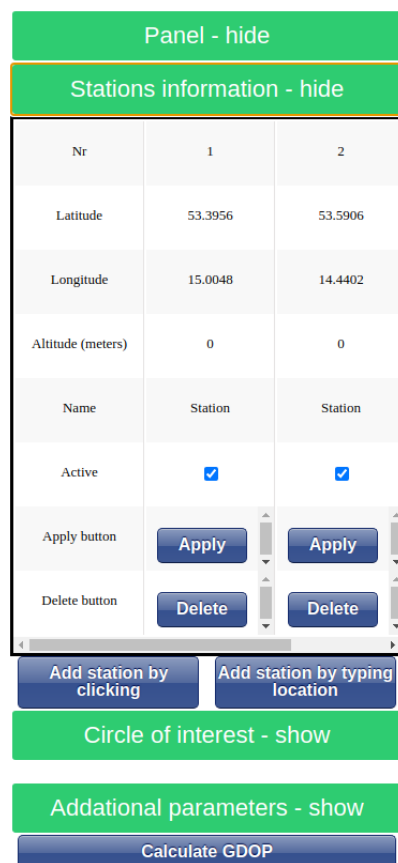 Panel - hide
Stations information - hide
Nr 1 2
Latitude 53.3956 53.5906
Longitude 15.0048 14.4402
Altitude (meters) 0 0
Name Station Station
Active
Apply button Apply Apply
Delete button Delete Delete
Add station by clicking Add station by typing location
Circle of interest - show
Addational parameters - show
Calculate GDOP